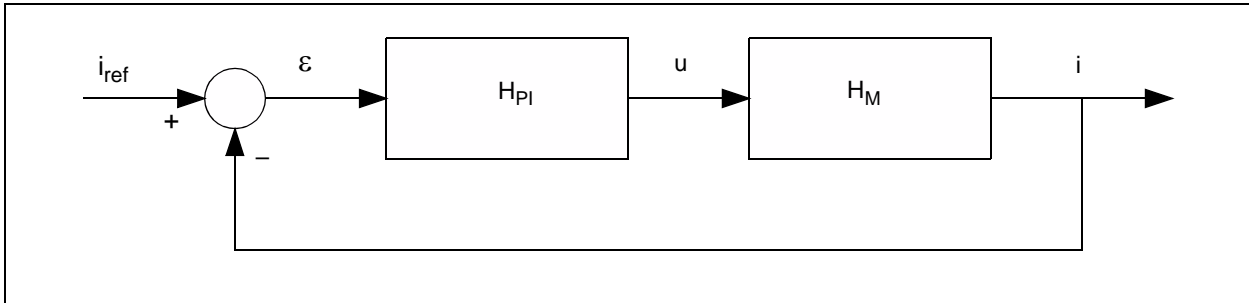 i_ref
ε
u
i
H_PI
H_M
+
−